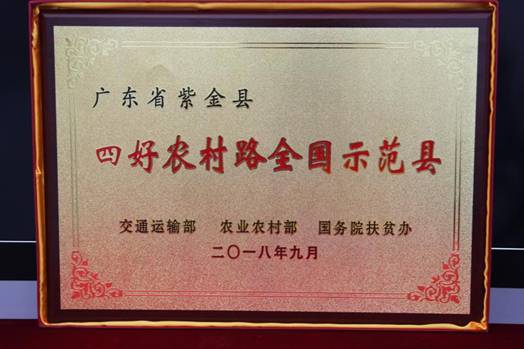 广东省紫金县
四好农村路全国示范县
交通运输部 农业农村部 国务院扶贫办
二〇一八年九月